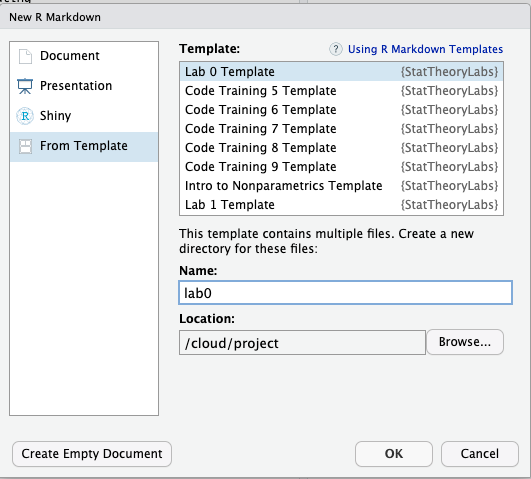 New R Markdown
Document
Presentation
Shiny
From Template
Template:
Using R Markdown Templates
Lab 0 Template {StatTheoryLabs}
Code Training 5 Template {StatTheoryLabs}
Code Training 6 Template {StatTheoryLabs}
Code Training 7 Template {StatTheoryLabs}
Code Training 8 Template {StatTheoryLabs}
Code Training 9 Template {StatTheoryLabs}
Intro to Nonparametrics Template {StatTheoryLabs}
Lab 1 Template {StatTheoryLabs}
This template contains multiple files. Create a new
directory for these files:
Name:
lab0
Location:
/cloud/project
Browse...
Create Empty Document
OK
Cancel